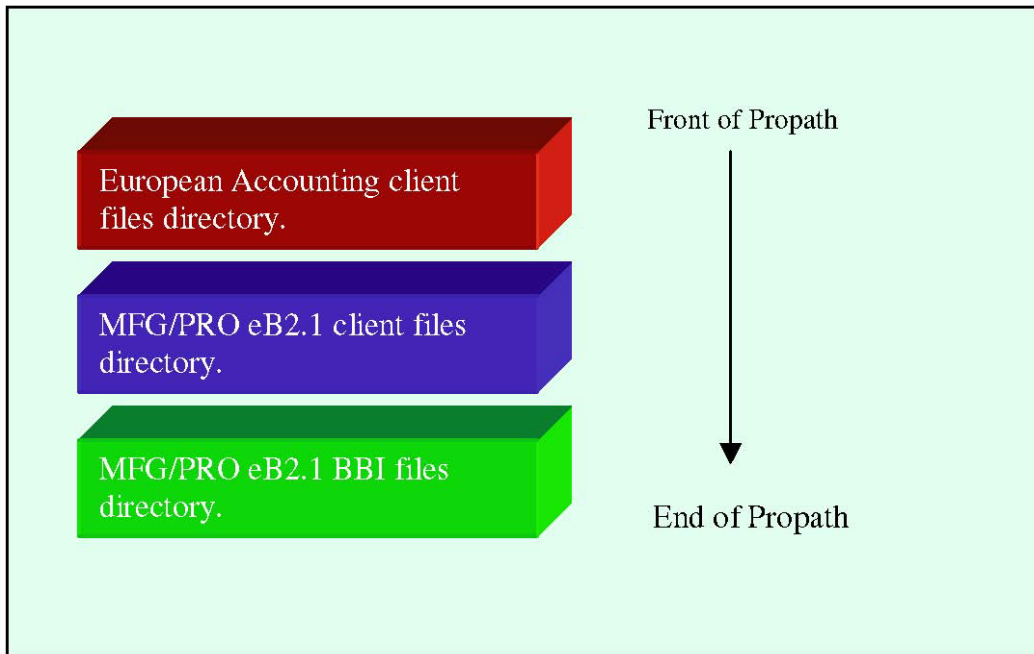 Front of Propath
European Accounting client
files directory.
MFG/PRO eB2.1 client files
directory.
MFG/PRO eB2.1 BBI files
directory.
End of Propath